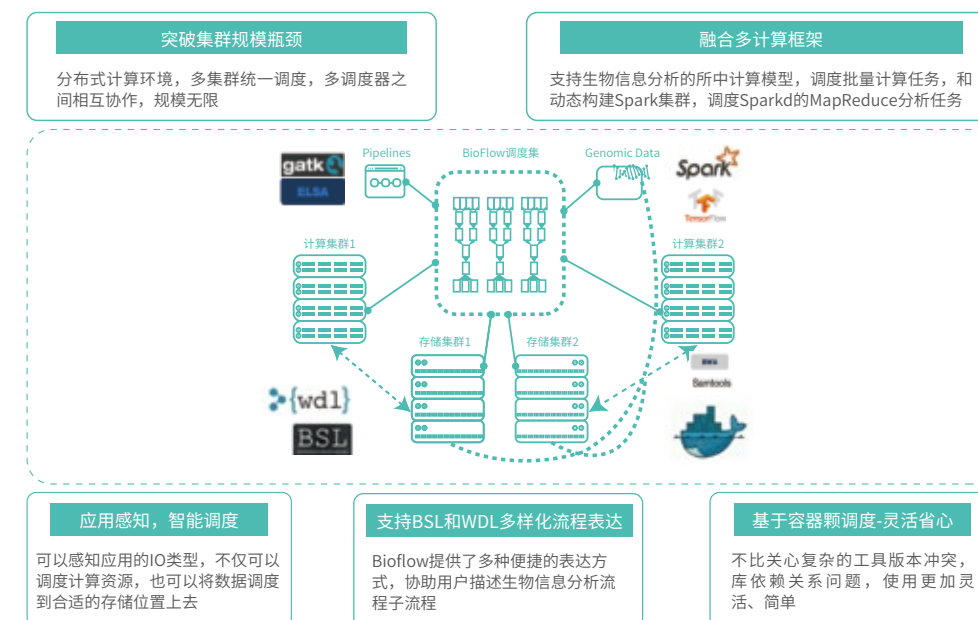 突破集群规模瓶颈
分布式计算环境，多集群统一调度，多调度器之
间相互协作，规模无限
融合多计算框架
支持生物信息分析的所中计算模型，调度批量计算任务，和
动态构建Spark集群，调度Sparkd的MapReduce分析任务
gatk
ELSA
Pipelines
BioFlow调度集
Genomic Data
Spark
TensorFlow
计算集群1
计算集群2
存储集群1
存储集群2
BWA
Samtools
{wdl}
BSL
应用感知，智能调度
可以感知应用的IO类型，不仅可以
调度计算资源，也可以将数据调度
到合适的存储位置上去
支持BSL和WDL多样化流程表达
Bioflow提供了多种便捷的表达方
式，协助用户描述生物信息分析流
程子流程
基于容器颗调度-灵活省心
不比关心复杂的工具版本冲突，
库依赖关系问题，使用更加灵
活、简单